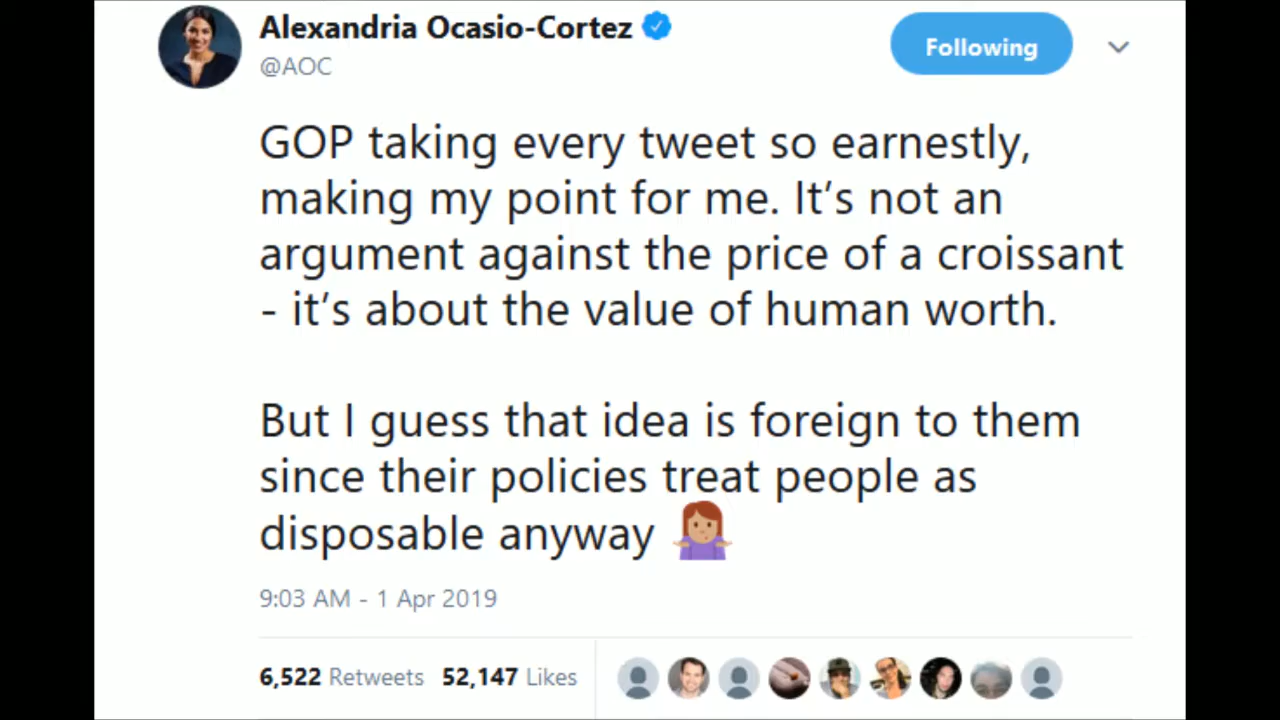 Alexandria Ocasio-Cortez
@AOC
Following
GOP taking every tweet so earnestly,
making my point for me. It’s not an
argument against the price of a croissant
- it’s about the value of human worth.
But I guess that idea is foreign to them
since their policies treat people as
disposable anyway 🤷🏽‍♀️
9:03 AM - 1 Apr 2019
6,522 Retweets 52,147 Likes